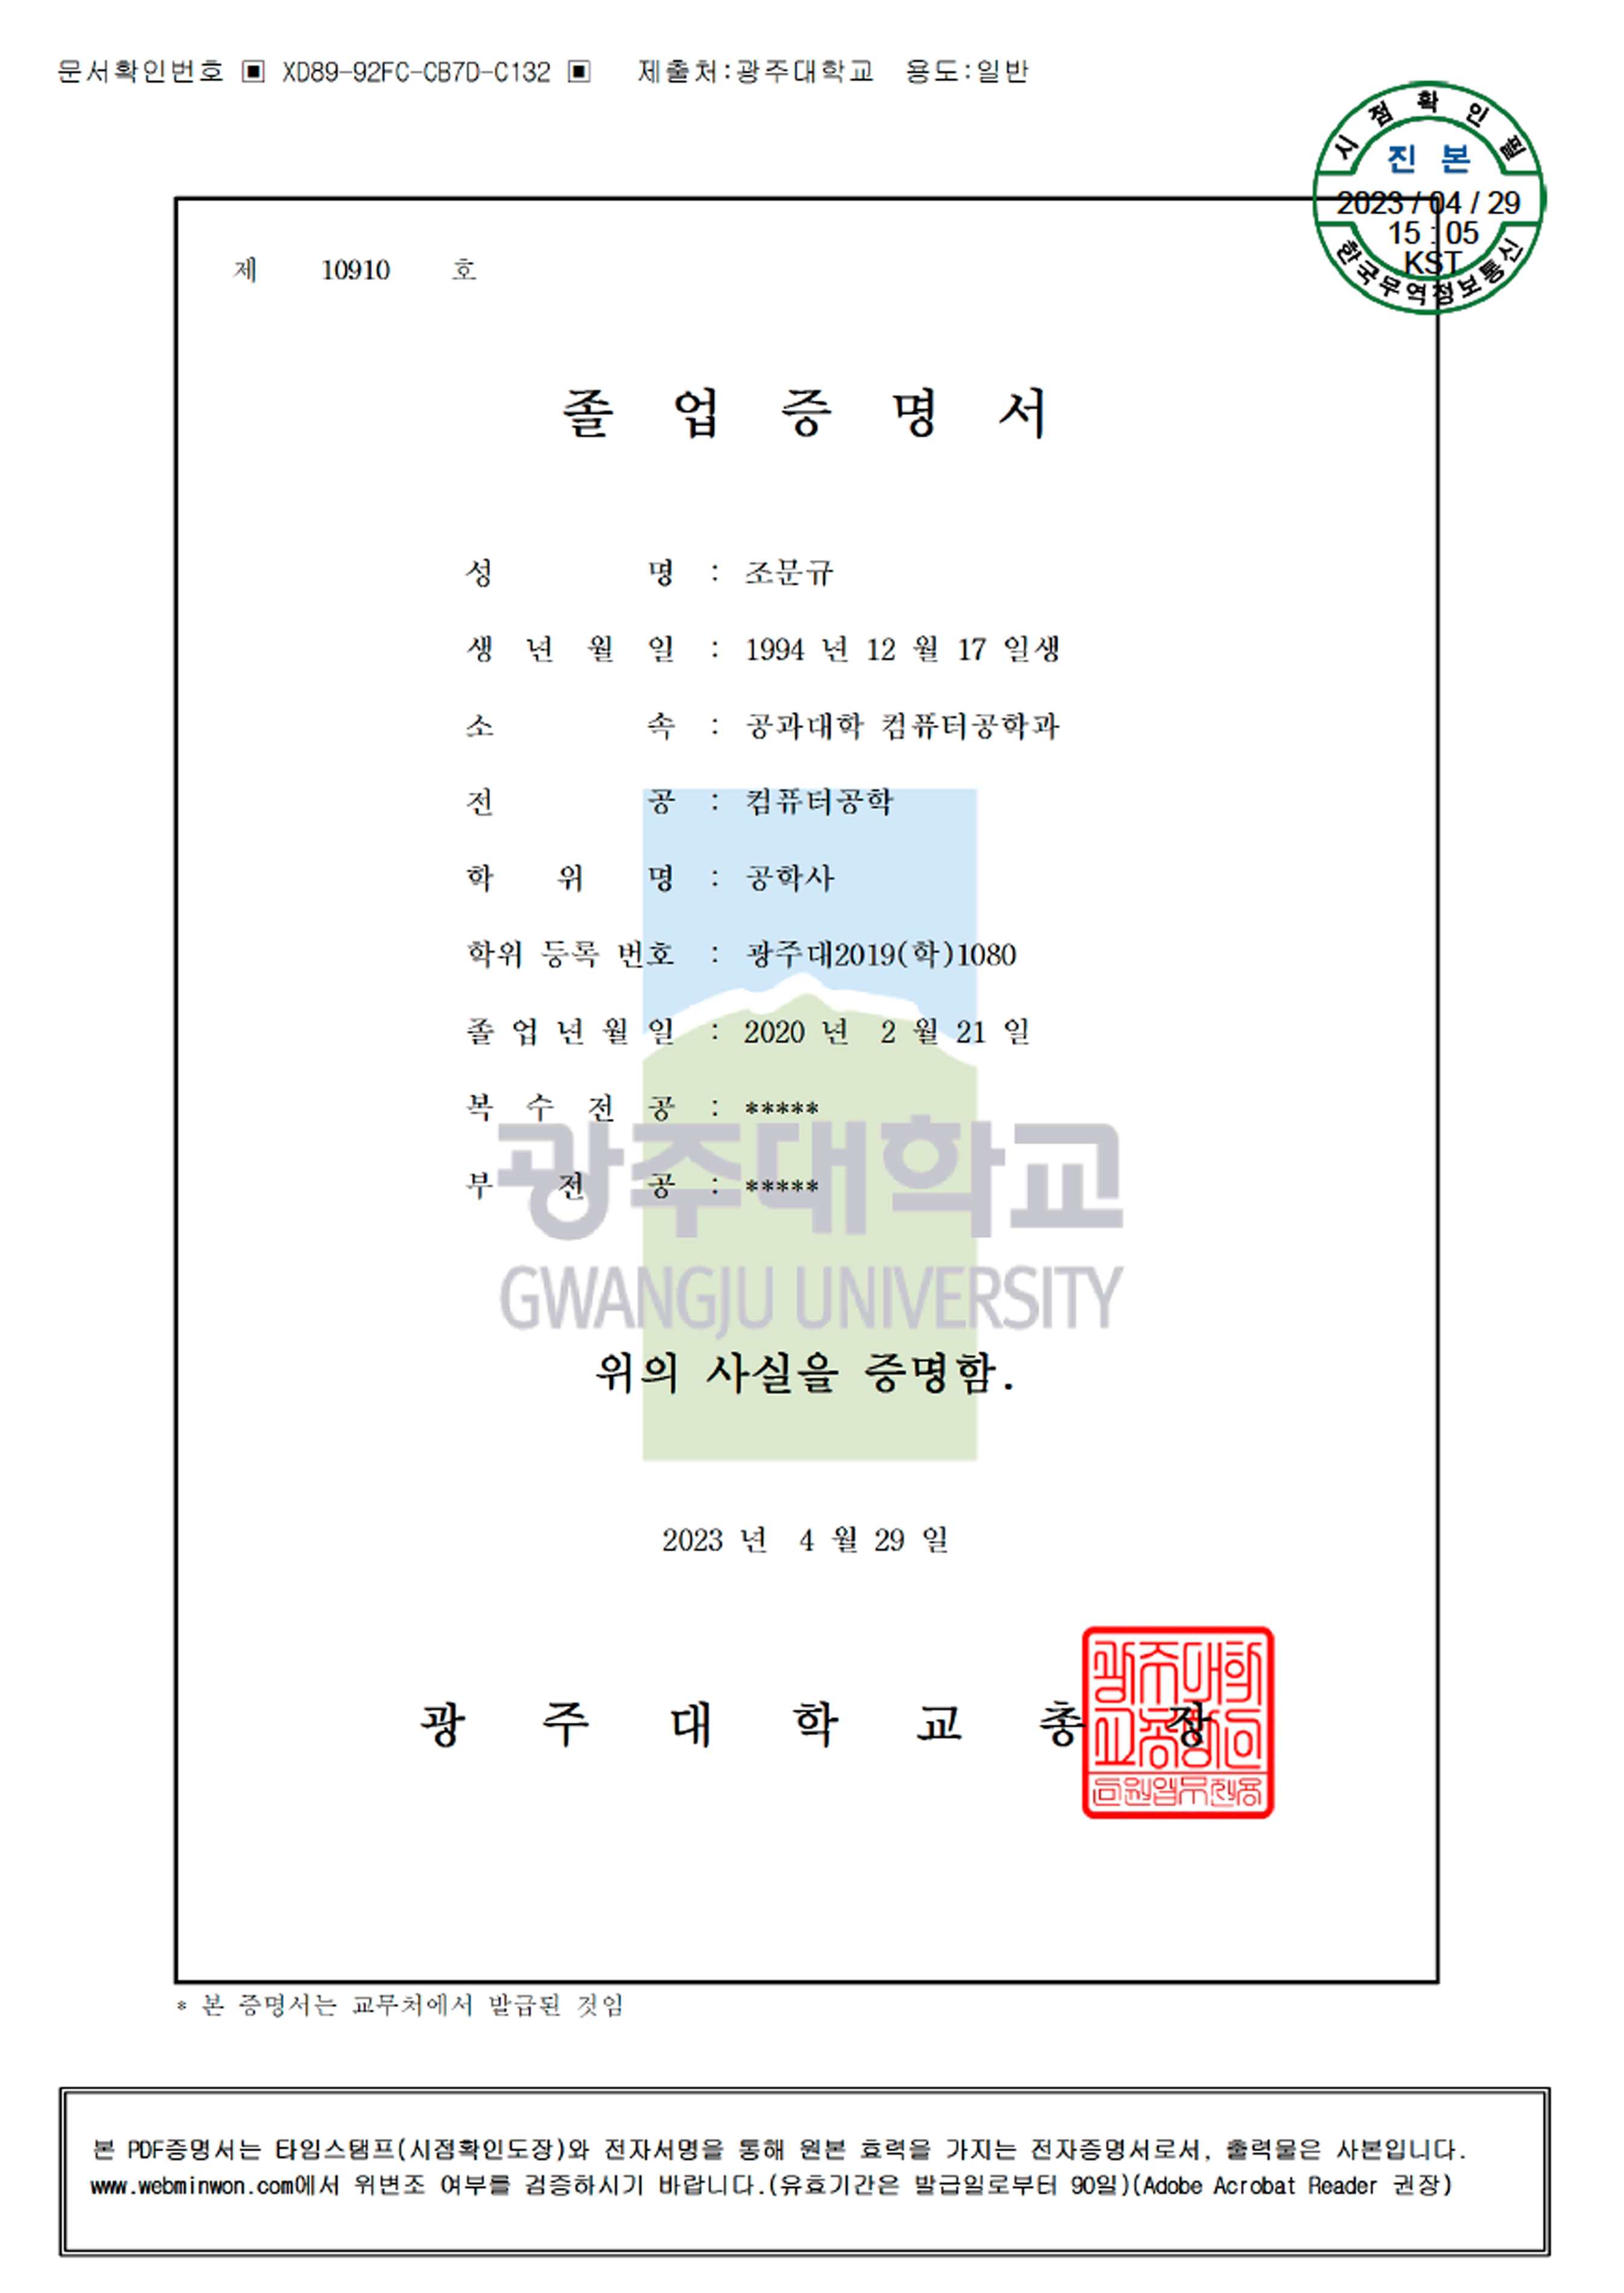 문서확인번호 ▣ XD89-92FC-CB7D-C132 ▣ 제출처:광주대학교 용도:일반
시점확인필
진 본
2023 / 04 / 29
15 : 05
KST
한국무역정보통신
제 10910 호
졸 업 증 명 서
성 명 : 조문규
생 년 월 일 : 1994 년 12 월 17 일생
소 속 : 공과대학 컴퓨터공학과
전 공 : 컴퓨터공학
학 위 명 : 공학사
학위 등록 번호 : 광주대2019(학)1080
졸 업 년 월 일 : 2020 년 2 월 21 일
복 수 전 공 : *****
부 전 공 : *****
광주대학교
GWANGJU UNIVERSITY
위의 사실을 증명함.
2023 년 4 월 29 일
광 주 대 학 교 총 장
* 본 증명서는 교무처에서 발급된 것임
본 PDF증명서는 타임스탬프(시점확인도장)와 전자서명을 통해 원본 효력을 가지는 전자증명서로서, 출력물은 사본입니다.
www.webminwon.com에서 위변조 여부를 검증하시기 바랍니다.(유효기간은 발급일로부터 90일)(Adobe Acrobat Reader 권장)